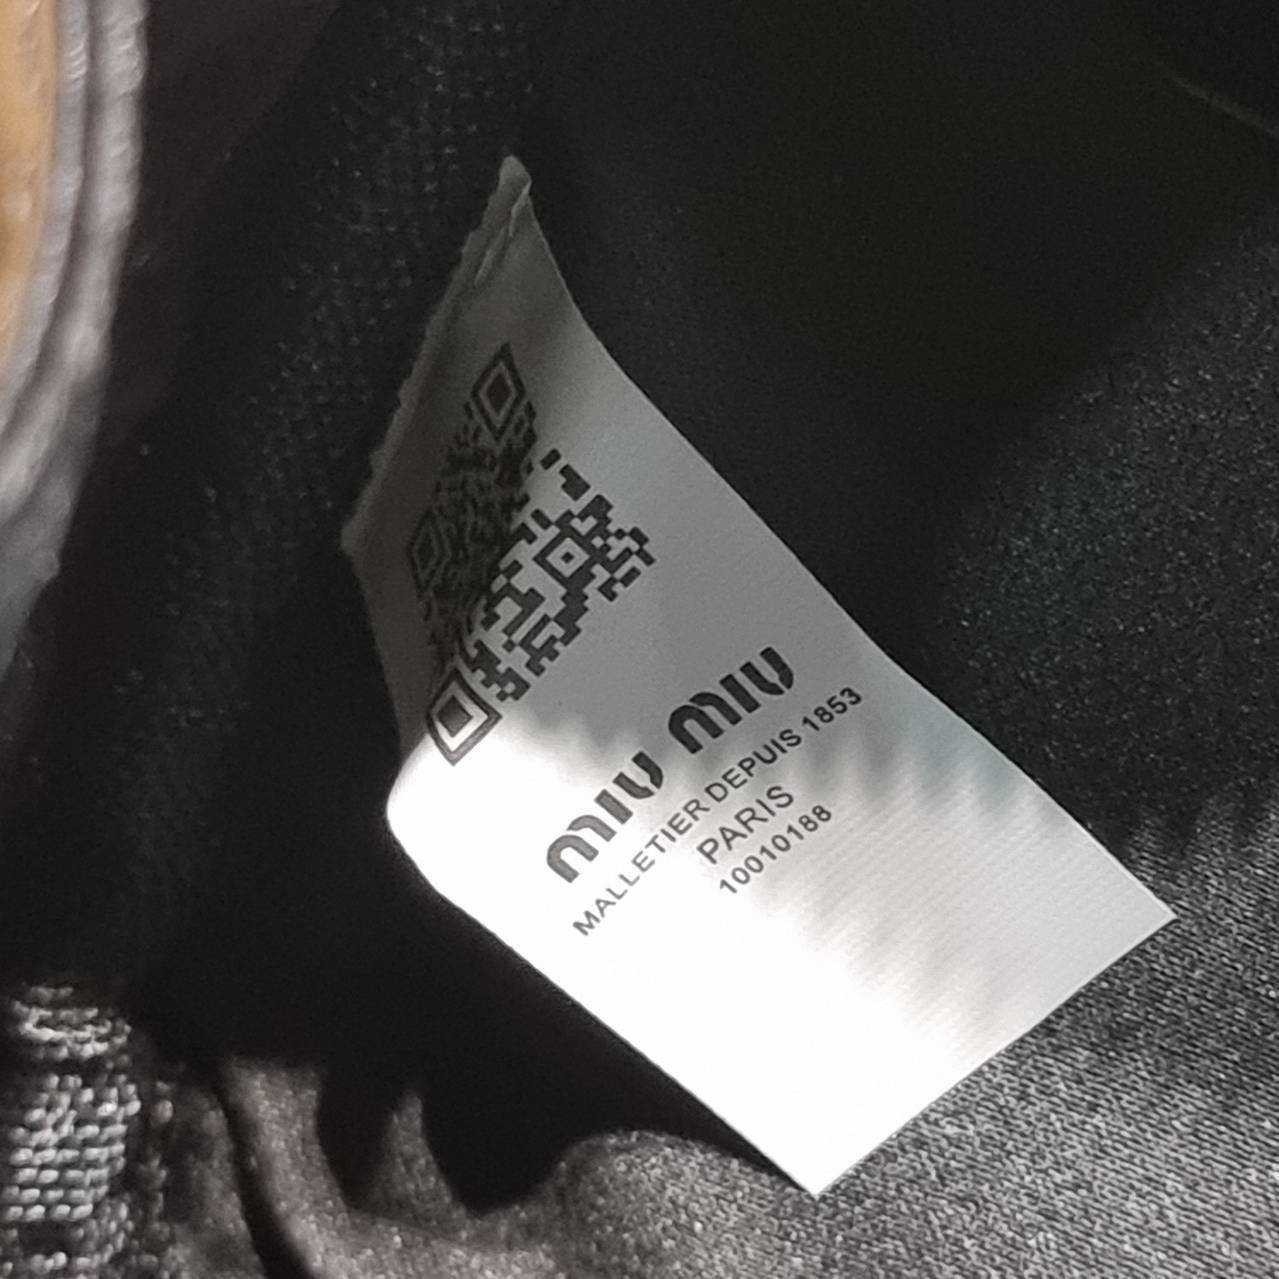 MIU MIU
MALLETIER DEPUIS 1853
PARIS
10010188